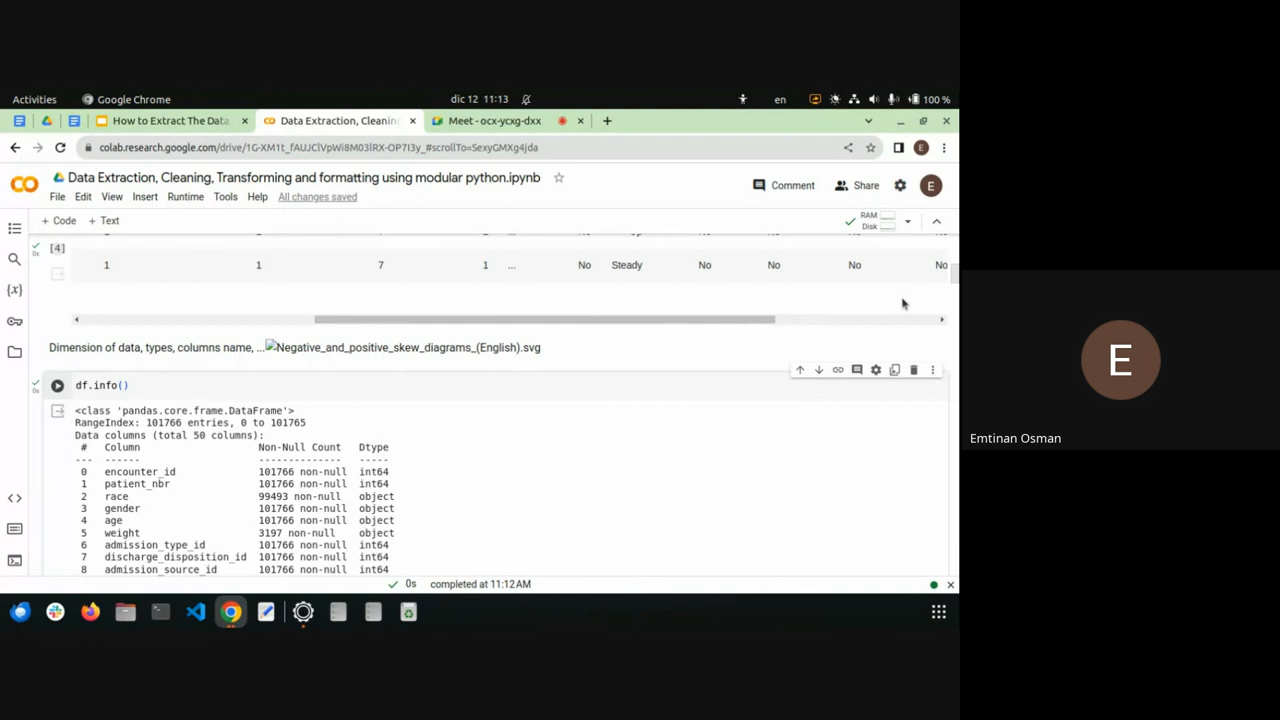 Activities Google Chrome dic 12 11:13 en 100 %
How to Extract The Data Data Extraction, Cleaning Meet - ocx-ycxg-dxx
colab.research.google.com/drive/1G-XM1t_fAUJClVpWi8M03lRX-OP7I3y_#scrollTo=SexyGMXg4jda E
CO Data Extraction, Cleaning, Transforming and formatting using modular python.ipynb Comment Share E
File Edit View Insert Runtime Tools Help All changes saved
+ Code + Text RAM Disk
[4]
0s
1 1 7 1 ... No Steady No No No No
Dimension of data, types, columns name, ... Negative_and_positive_skew_diagrams_(English).svg
0s
df.info()
<class 'pandas.core.frame.DataFrame'>
RangeIndex: 101766 entries, 0 to 101765
Data columns (total 50 columns):
# Column Non-Null Count Dtype
--- ------ -------------- -----
0 encounter_id 101766 non-null int64
1 patient_nbr 101766 non-null int64
2 race 99493 non-null object
3 gender 101766 non-null object
4 age 101766 non-null object
5 weight 3197 non-null object
6 admission_type_id 101766 non-null int64
7 discharge_disposition_id 101766 non-null int64
8 admission_source_id 101766 non-null int64
0s completed at 11:12 AM
E
Emtinan Osman